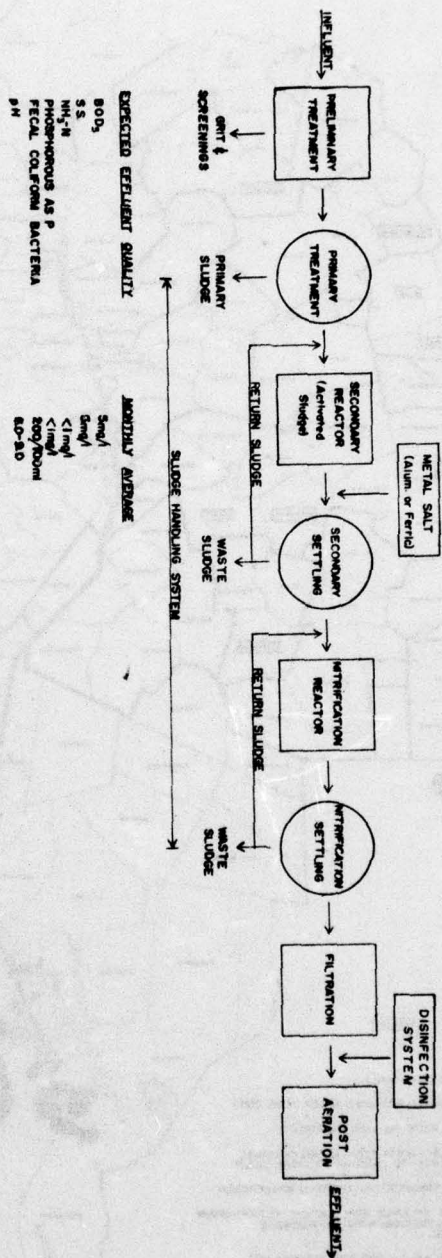 INFLUENT
PRELIMINARY
TREATMENT
GRIT &
SCREENINGS
PRIMARY
TREATMENT
PRIMARY
SLUDGE
SECONDARY
REACTOR
(Activated
Sludge)
RETURN SLUDGE
METAL SALT
(Alum or Ferric)
SECONDARY
SETTLING
WASTE
SLUDGE
NITRIFICATION
REACTOR
RETURN SLUDGE
NITRIFICATION
SETTLING
WASTE
SLUDGE
FILTRATION
DISINFECTION
SYSTEM
POST
AERATION
EFFLUENT
SLUDGE HANDLING SYSTEM
EXPECTED EFFLUENT QUALITY MONTHLY AVERAGE
BOD₅ 5mg/l
S.S. 5mg/l
NH₃-N <1mg/l
PHOSPHOROUS AS P <1mg/l
FECAL COLIFORM BACTERIA 200/100ml
pH 6.0-9.0